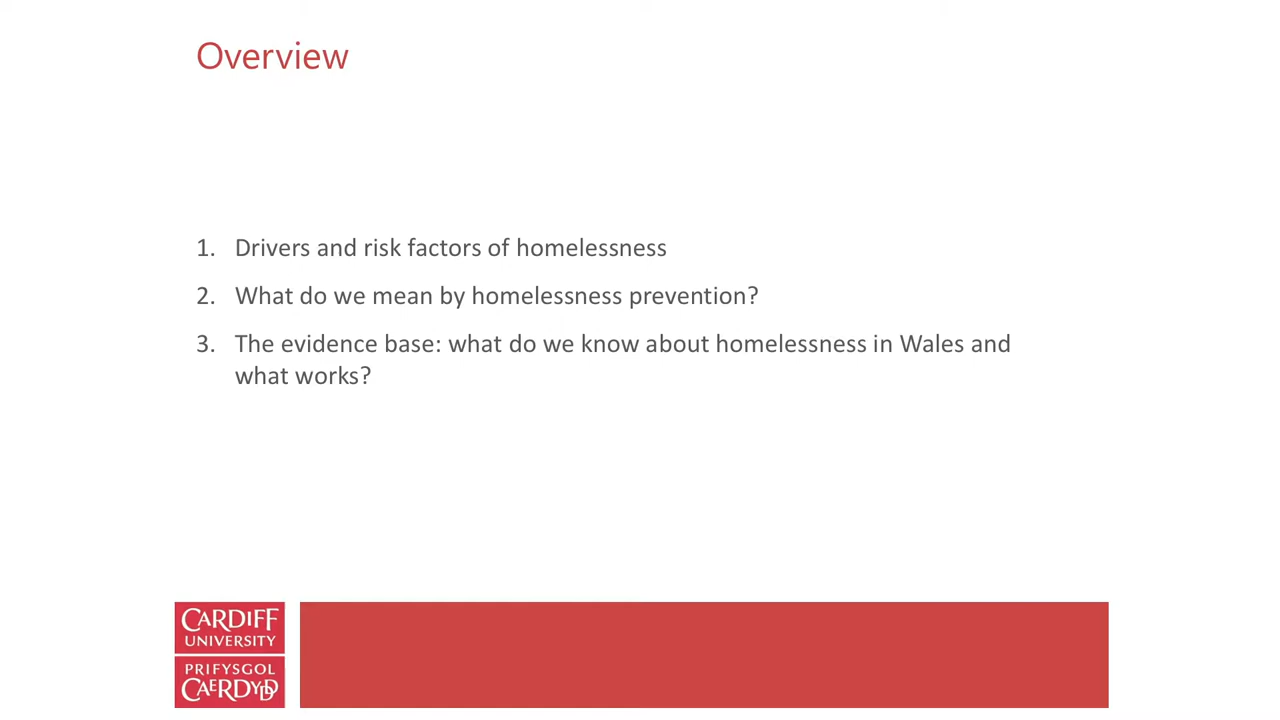 Overview
1. Drivers and risk factors of homelessness
2. What do we mean by homelessness prevention?
3. The evidence base: what do we know about homelessness in Wales and
what works?
CARDIFF
UNIVERSITY
PRIFYSGOL
CAERDYDD